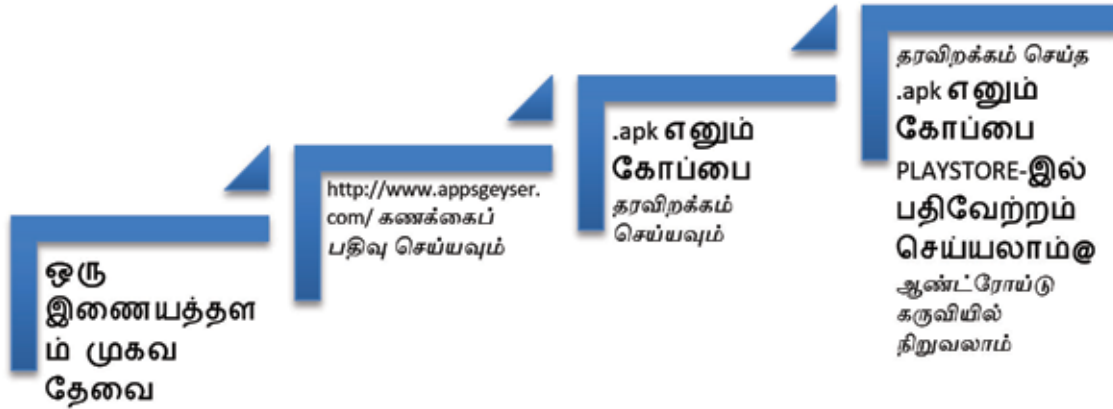 ஒரு
இணையத்தள
ம் முகவ
தேவை
http://www.appsgeyser.
com/ கணக்கைப்
பதிவு செய்யவும்
.apk எனும்
கோப்பை
தரவிறக்கம்
செய்யவும்
தரவிறக்கம் செய்த
.apk எனும்
கோப்பை
PLAYSTORE-இல்
பதிவேற்றம்
செய்யலாம்@
ஆண்ட்ரோய்டு
கருவியில்
நிறுவலாம்